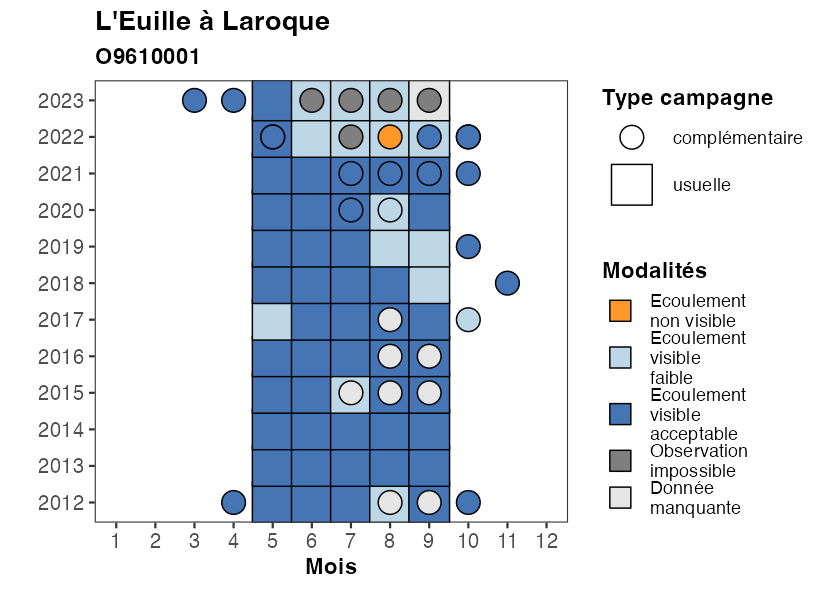 L'Euille à Laroque
O9610001
2023
2022
2021
2020
2019
2018
2017
2016
2015
2014
2013
2012
1 2 3 4 5 6 7 8 9 10 11 12
Mois
Type campagne
complémentaire
usuelle
Modalités
Ecoulement
non visible
Ecoulement
visible
faible
Ecoulement
visible
acceptable
Observation
impossible
Donnée
manquante